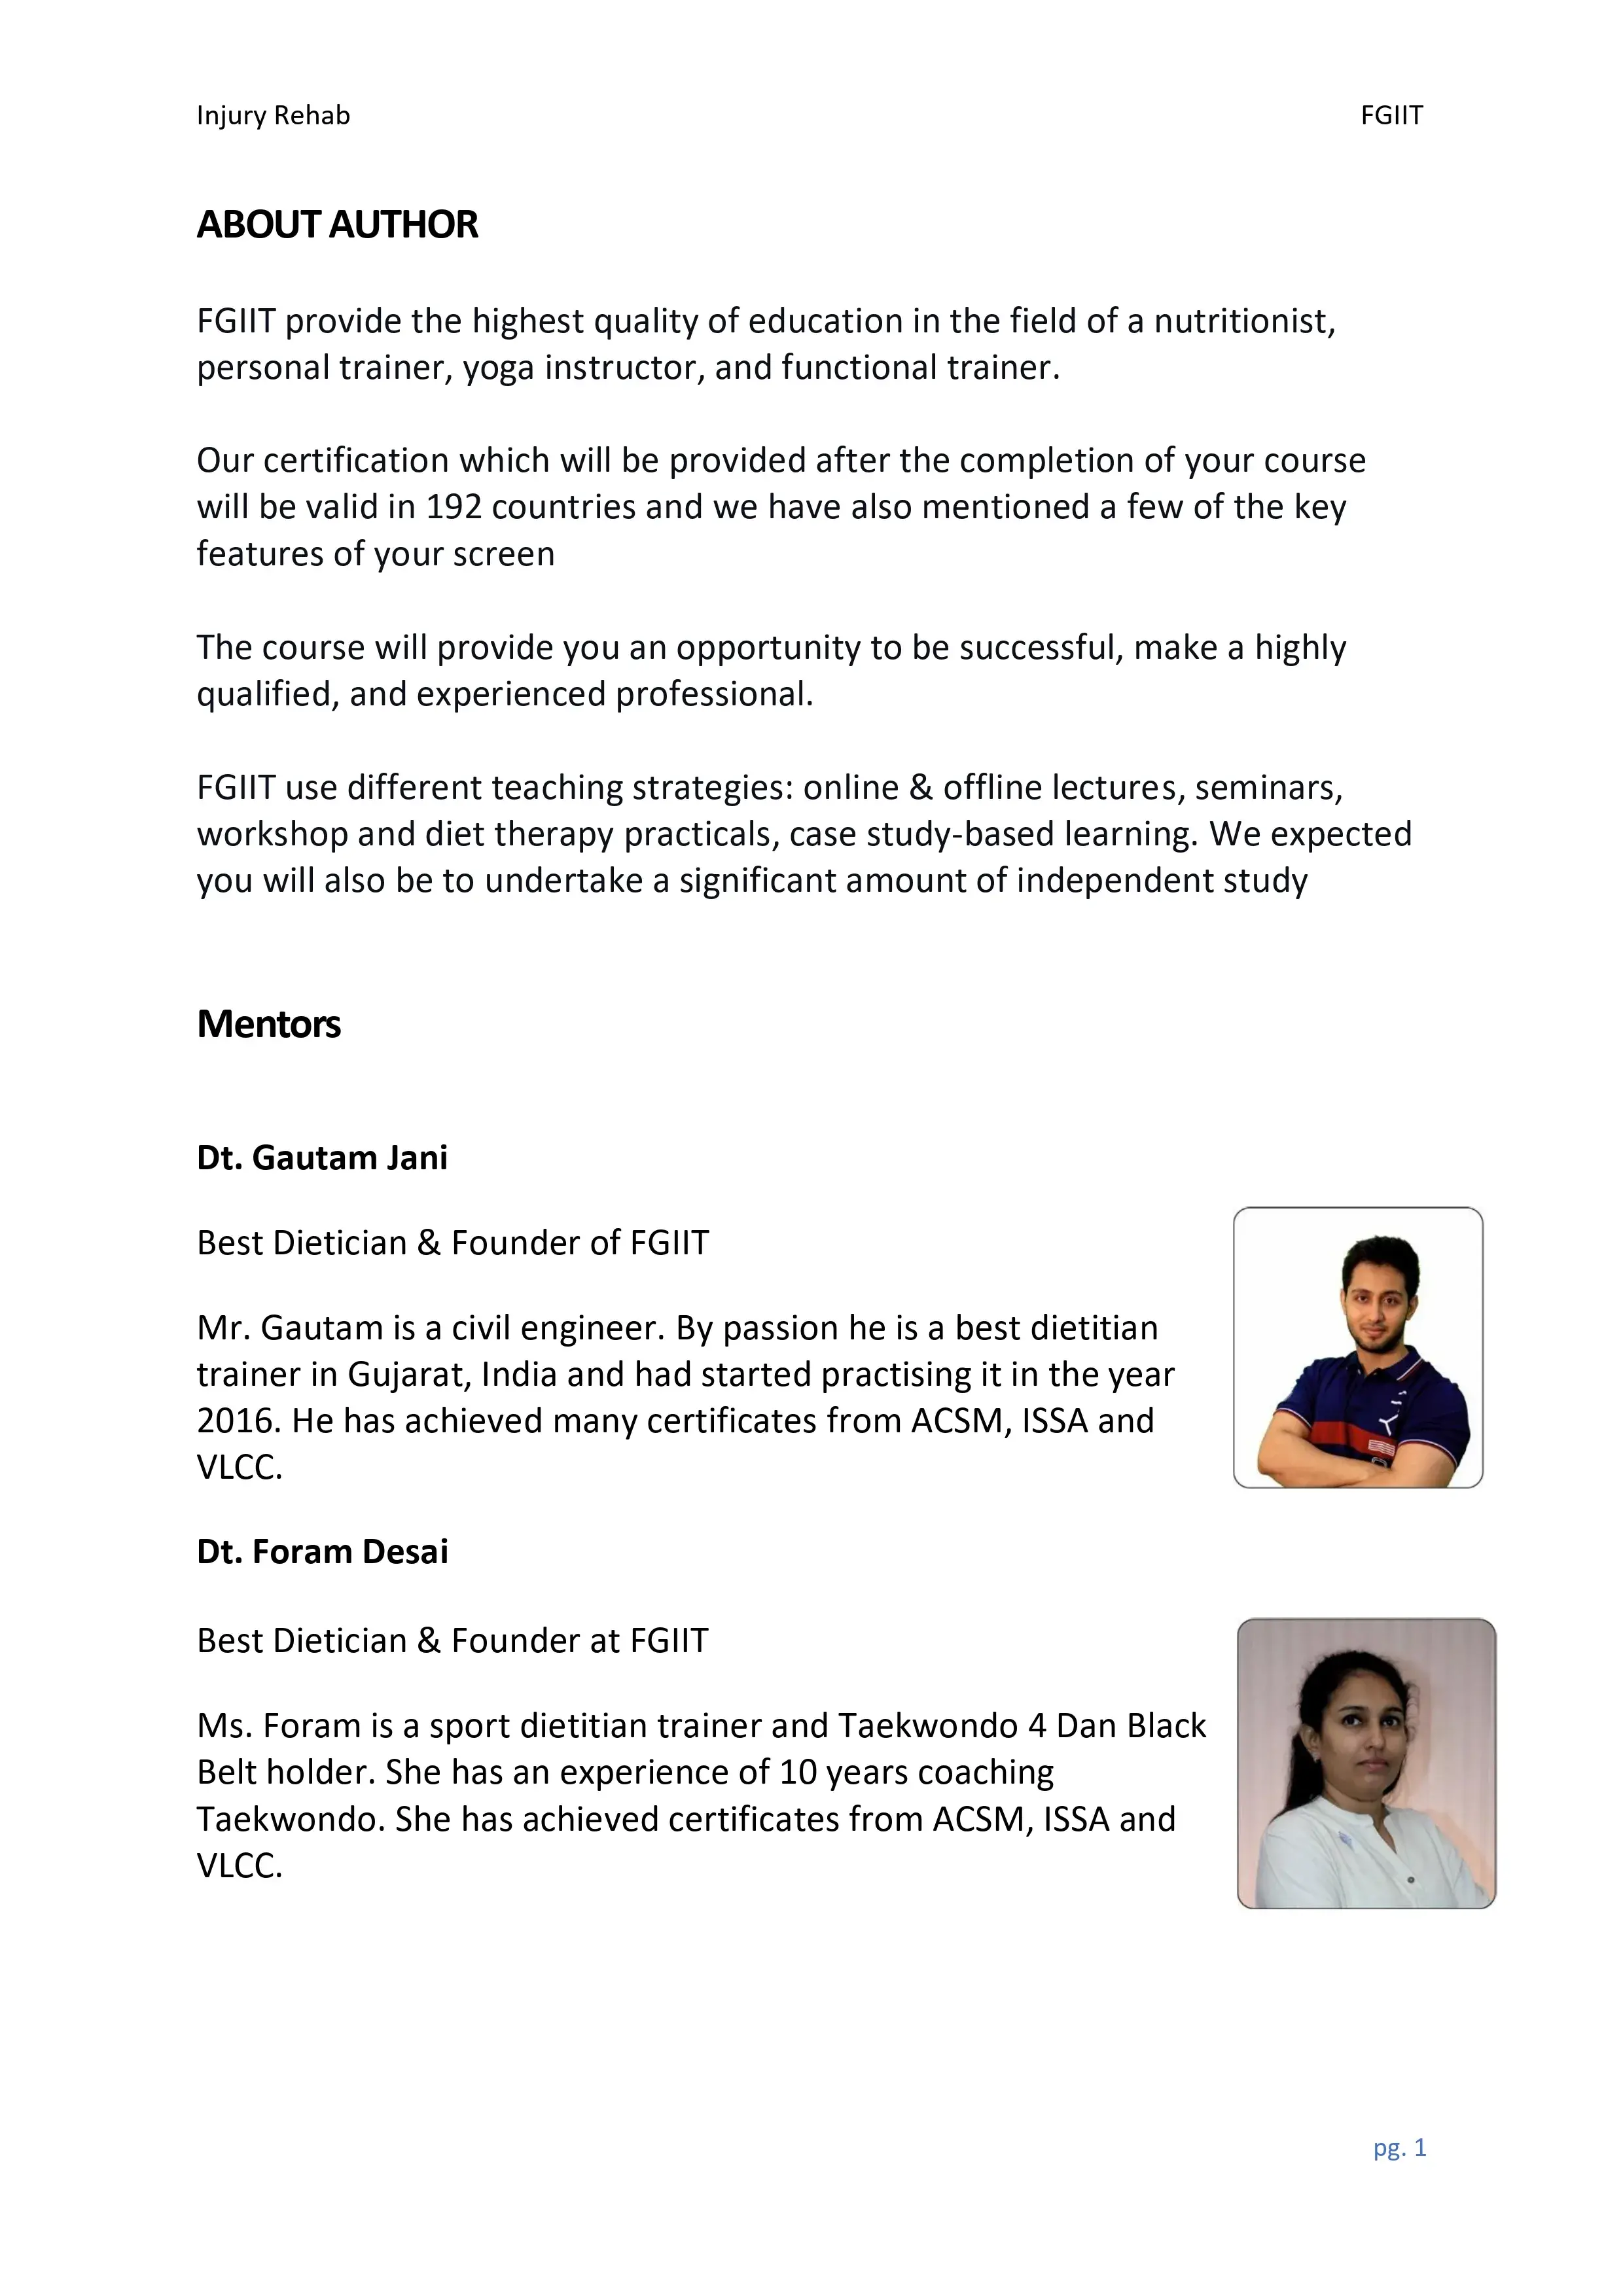 Injury Rehab FGIIT
ABOUT AUTHOR
FGIIT provide the highest quality of education in the field of a nutritionist,
personal trainer, yoga instructor, and functional trainer.
Our certification which will be provided after the completion of your course
will be valid in 192 countries and we have also mentioned a few of the key
features of your screen
The course will provide you an opportunity to be successful, make a highly
qualified, and experienced professional.
FGIIT use different teaching strategies: online & offline lectures, seminars,
workshop and diet therapy practicals, case study-based learning. We expected
you will also be to undertake a significant amount of independent study
Mentors
Dt. Gautam Jani
Best Dietician & Founder of FGIIT
Mr. Gautam is a civil engineer. By passion he is a best dietitian
trainer in Gujarat, India and had started practising it in the year
2016. He has achieved many certificates from ACSM, ISSA and
VLCC.
Dt. Foram Desai
Best Dietician & Founder at FGIIT
Ms. Foram is a sport dietitian trainer and Taekwondo 4 Dan Black
Belt holder. She has an experience of 10 years coaching
Taekwondo. She has achieved certificates from ACSM, ISSA and
VLCC.
pg. 1